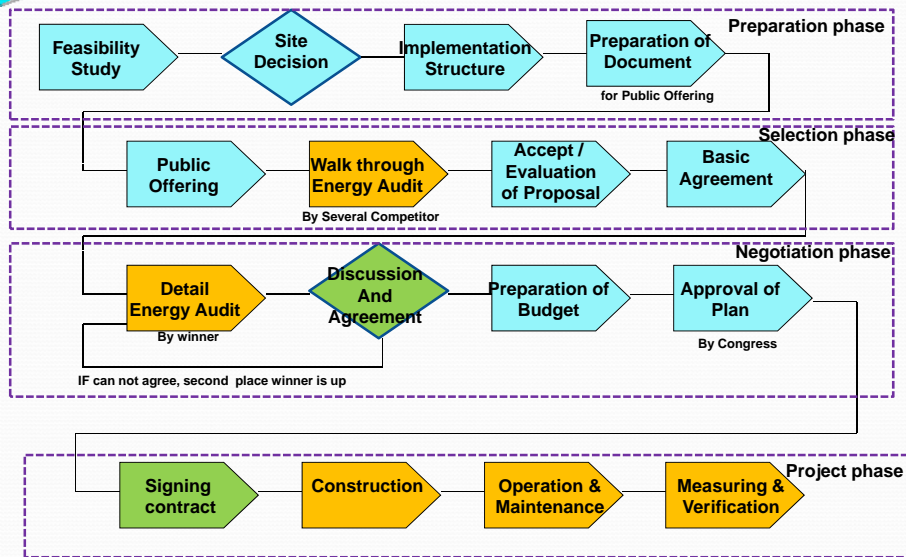 Preparation phase
Feasibility
Study
Site
Decision
Implementation
Structure
Preparation of
Document
for Public Offering
Selection phase
Public
Offering
Walk through
Energy Audit
By Several Competitor
Accept /
Evaluation
of Proposal
Basic
Agreement
Negotiation phase
Detail
Energy Audit
By winner
Discussion
And
Agreement
Preparation of
Budget
Approval of
Plan
By Congress
IF can not agree, second place winner is up
Project phase
Signing
contract
Construction
Operation &
Maintenance
Measuring &
Verification